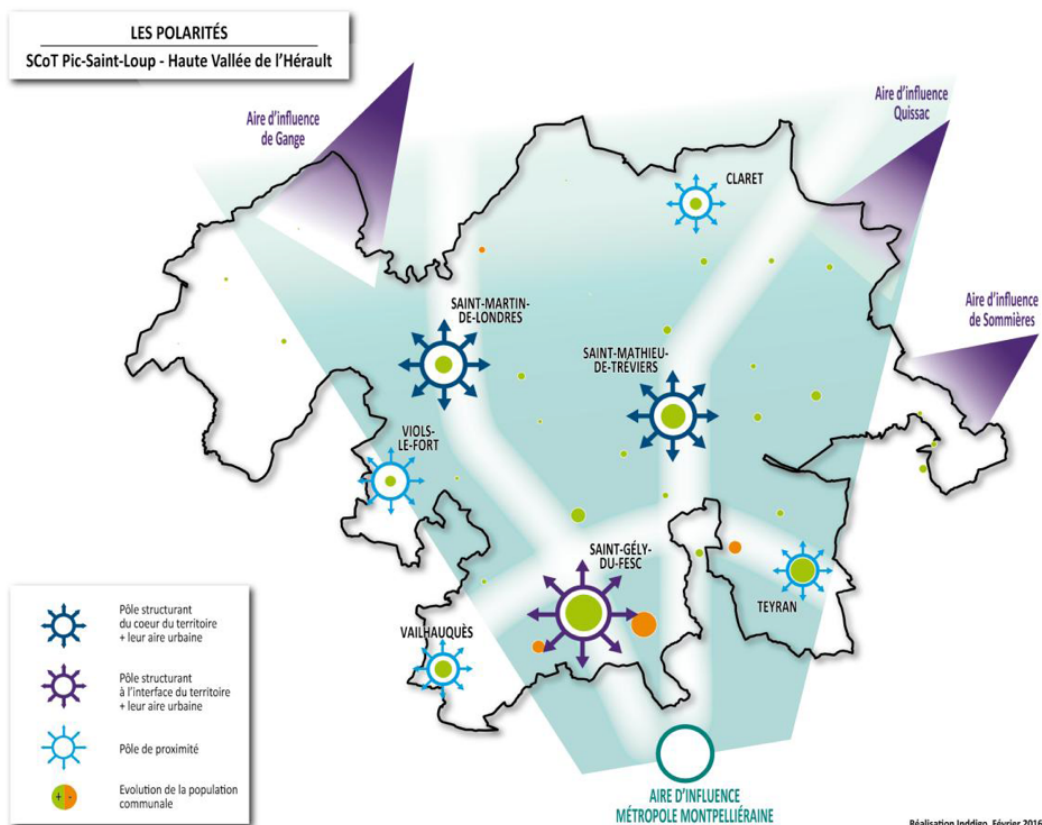 LES POLARITÉS
SCoT Pic-Saint-Loup - Haute Vallée de l'Hérault
Aire d'influence
de Gange
Aire d'influence
Quissac
CLARET
Aire d'influence
de Sommières
SAINT-MARTIN-
DE-LONDRES
SAINT-MATHIEU-
DE-TRÉVIERS
VIOLS-
LE-FORT
SAINT-GÉLY-
DU-FESC
TEYRAN
VAILHAUQUÈS
Pôle structurant
du coeur du territoire
+ leur aire urbaine
Pôle structurant
à l'interface du territoire
+ leur aire urbaine
Pôle de proximité
+ -
Evolution de la population
communale
AIRE D'INFLUENCE
MÉTROPOLE MONTPELLIÉRAINE
Réalisation Inddigo, Février 2016